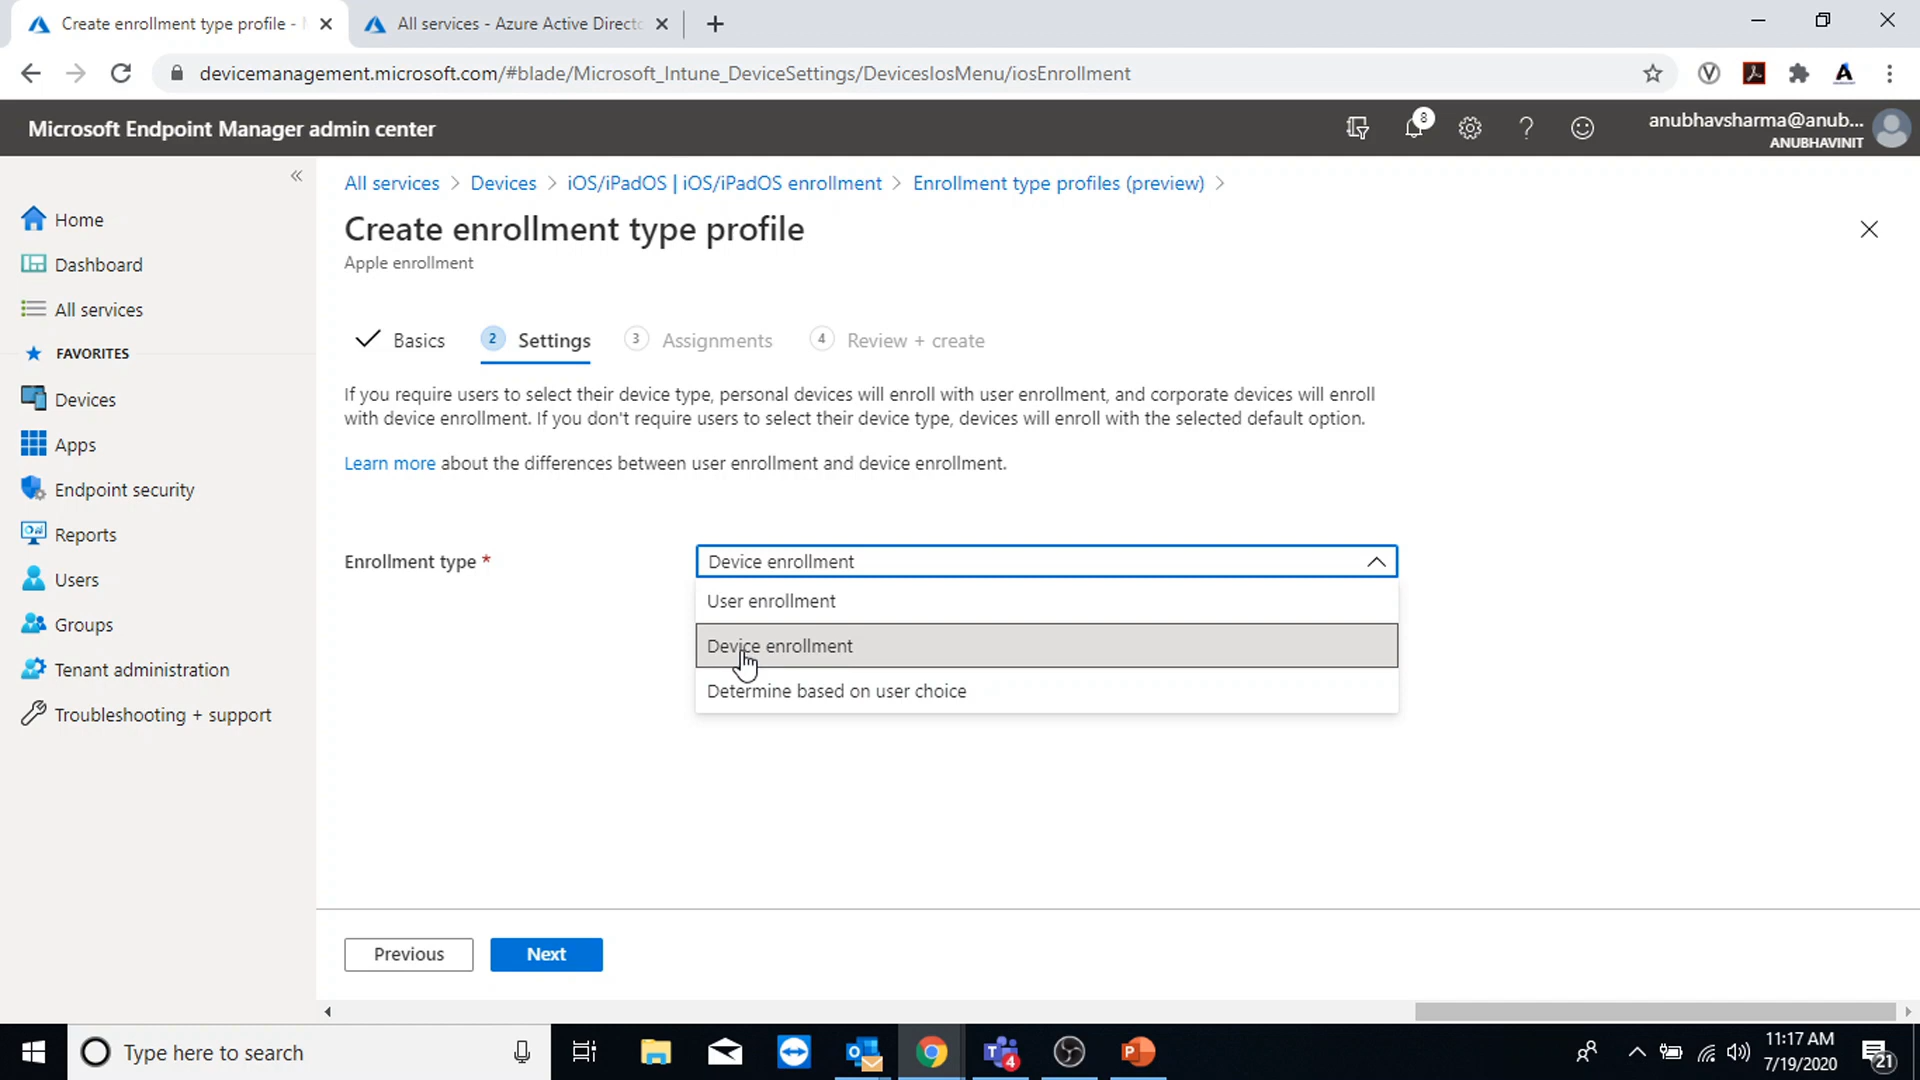 Create enrollment type profile -
All services - Azure Active Direct
devicemanagement.microsoft.com/#blade/Microsoft_Intune_DeviceSettings/DevicesIosMenu/iosEnrollment
Microsoft Endpoint Manager admin center
8
anubhavsharma@anub...
ANUBHAVINIT
Home
Dashboard
All services
FAVORITES
Devices
Apps
Endpoint security
Reports
Users
Groups
Tenant administration
Troubleshooting + support
All services > Devices > iOS/iPadOS | iOS/iPadOS enrollment > Enrollment type profiles (preview) >
Create enrollment type profile
Apple enrollment
Basics
2 Settings
3 Assignments
4 Review + create
If you require users to select their device type, personal devices will enroll with user enrollment, and corporate devices will enroll
with device enrollment. If you don't require users to select their device type, devices will enroll with the selected default option.
Learn more about the differences between user enrollment and device enrollment.
Enrollment type *
Device enrollment
User enrollment
Device enrollment
Determine based on user choice
Previous
Next
Type here to search
4
11:17 AM
7/19/2020
21